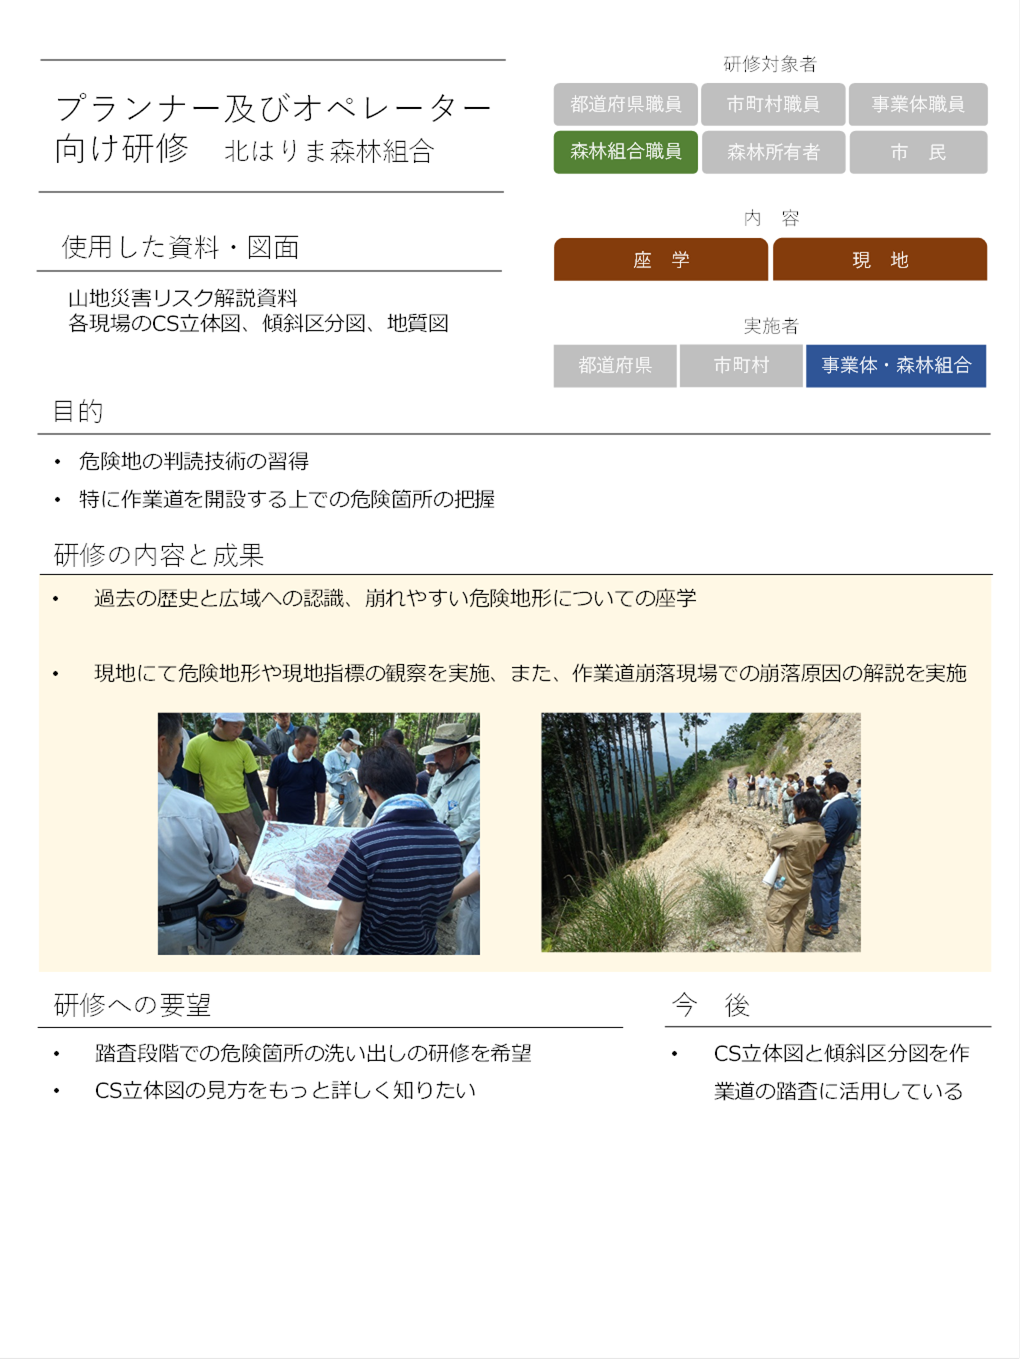 プランナー及びオペレーター
向け研修　北はりま森林組合
研修対象者
都道府県職員 市町村職員 事業体職員
森林組合職員 森林所有者 市　民
内　容
座　学 現　地
実施者
都道府県 市町村 事業体・森林組合
使用した資料・図面
山地災害リスク解説資料
各現場のCS立体図、傾斜区分図、地質図
目的
• 危険地の判読技術の習得
• 特に作業道を開設する上での危険箇所の把握
研修の内容と成果
• 過去の歴史と広域への認識、崩れやすい危険地形についての座学
• 現地にて危険地形や現地指標の観察を実施、また、作業道崩落現場での崩落原因の解説を実施
研修への要望
• 踏査段階での危険箇所の洗い出しの研修を希望
• CS立体図の見方をもっと詳しく知りたい
今　後
• CS立体図と傾斜区分図を作
業道の踏査に活用している